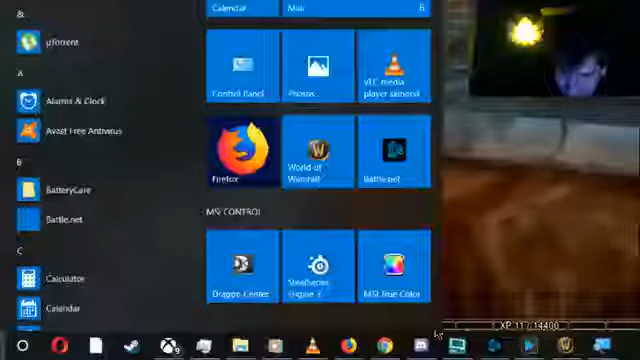 &
µTorrent
A
Alarms & Clock
Avast Free Antivirus
B
BatteryCare
Battle.net
C
Calculator
Calendar
Calendar
Mail
8
Control Panel
Photos
VLC media
player skinned
Firefox
World of
Warcraft
Battle.net
MSI CONTROL
Dragon Center
SteelSeries
Engine 3
MSI True Color
XP 11 / 14400